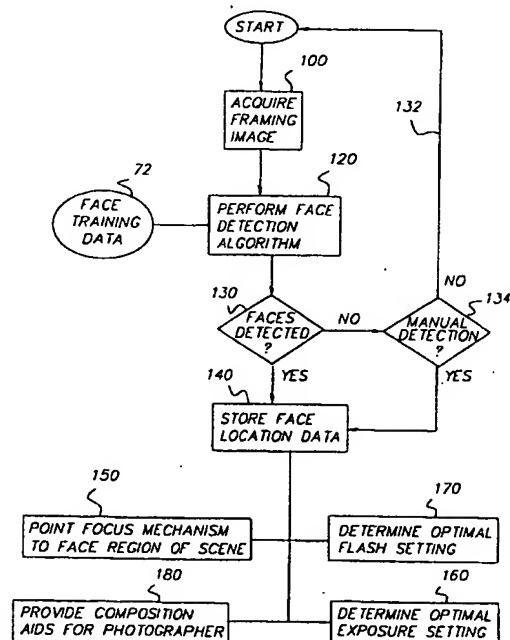 START
100
ACQUIRE
FRAMING
IMAGE
132
72
FACE
TRAINING
DATA
120
PERFORM FACE
DETECTION
ALGORITHM
130
FACES
DETECTED
?
NO
NO
134
MANUAL
DETECTION
?
YES
YES
140
STORE FACE
LOCATION DATA
150
POINT FOCUS MECHANISM
TO FACE REGION OF SCENE
170
DETERMINE OPTIMAL
FLASH SETTING
180
PROVIDE COMPOSITION
AIDS FOR PHOTOGRAPHER
160
DETERMINE OPTIMAL
EXPOSURE SETTING